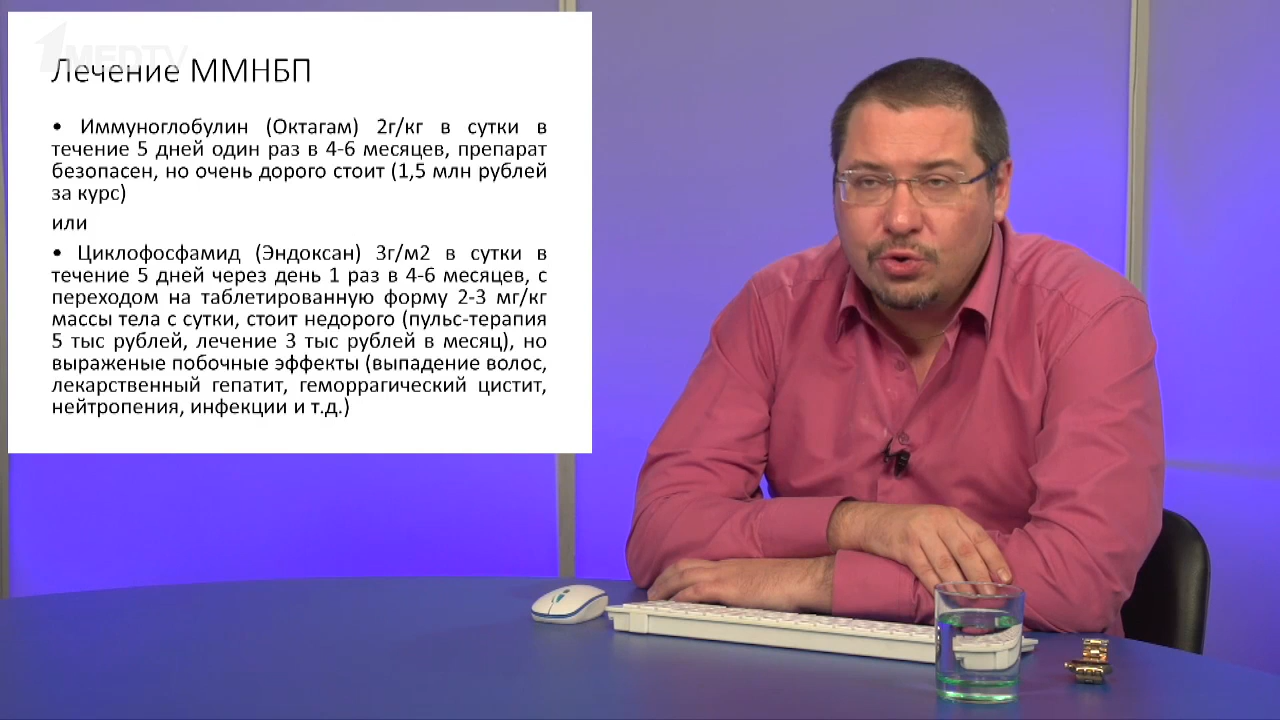 1MEDTV
Лечение ММНБП
• Иммуноглобулин (Октагам) 2г/кг в сутки в
течение 5 дней один раз в 4-6 месяцев, препарат
безопасен, но очень дорого стоит (1,5 млн рублей
за курс)
или
• Циклофосфамид (Эндоксан) 3г/м2 в сутки в
течение 5 дней через день 1 раз в 4-6 месяцев, с
переходом на таблетированную форму 2-3 мг/кг
массы тела с сутки, стоит недорого (пульс-терапия
5 тыс рублей, лечение 3 тыс рублей в месяц), но
выраженые побочные эффекты (выпадение волос,
лекарственный гепатит, геморрагический цистит,
нейтропения, инфекции и т.д.)